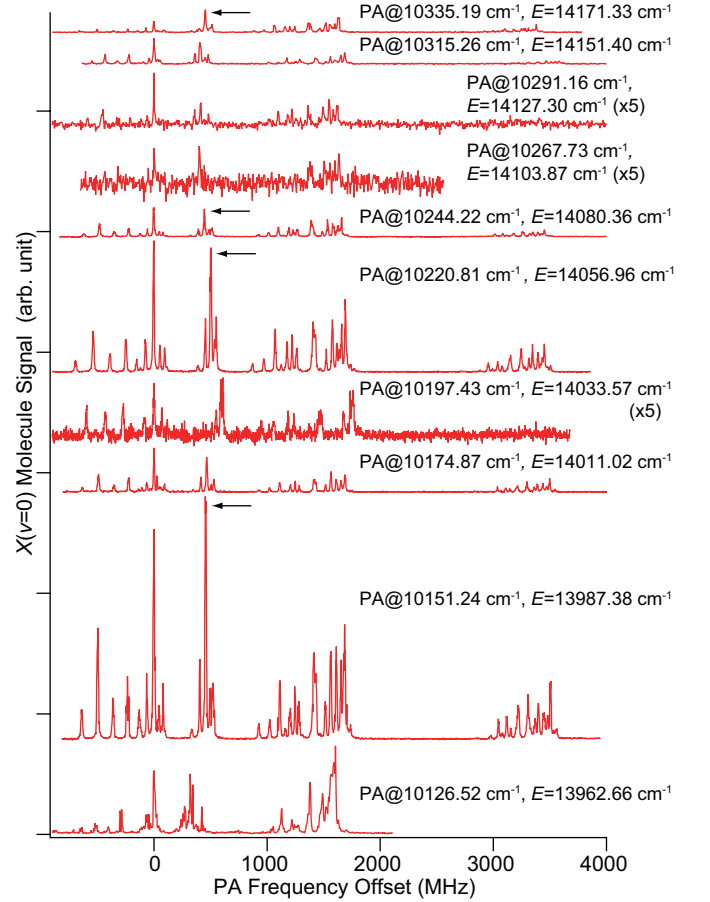 PA@10335.19 cm⁻¹, E=14171.33 cm⁻¹
PA@10315.26 cm⁻¹, E=14151.40 cm⁻¹
PA@10291.16 cm⁻¹,
E=14127.30 cm⁻¹ (x5)
PA@10267.73 cm⁻¹,
E=14103.87 cm⁻¹ (x5)
PA@10244.22 cm⁻¹, E=14080.36 cm⁻¹
PA@10220.81 cm⁻¹, E=14056.96 cm⁻¹
PA@10197.43 cm⁻¹, E=14033.57 cm⁻¹
(x5)
PA@10174.87 cm⁻¹, E=14011.02 cm⁻¹
PA@10151.24 cm⁻¹, E=13987.38 cm⁻¹
PA@10126.52 cm⁻¹, E=13962.66 cm⁻¹
X(v=0) Molecule Signal (arb. unit)
0 1000 2000 3000 4000
PA Frequency Offset (MHz)